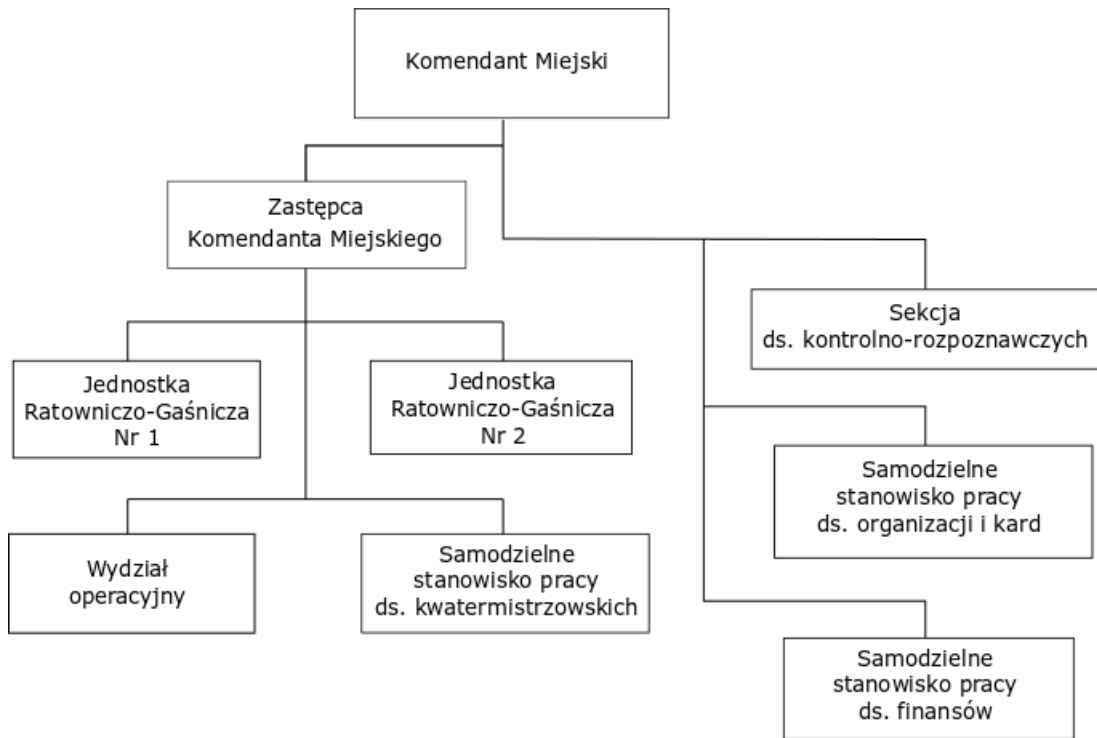 Komendant Miejski
Zastępca
Komendanta Miejskiego
Sekcja
ds. kontrolno-rozpoznawczych
Jednostka
Ratowniczo-Gaśnicza
Nr 1
Jednostka
Ratowniczo-Gaśnicza
Nr 2
Samodzielne
stanowisko pracy
ds. organizacji i kard
Wydział
operacyjny
Samodzielne
stanowisko pracy
ds. kwatermistrzowskich
Samodzielne
stanowisko pracy
ds. finansów